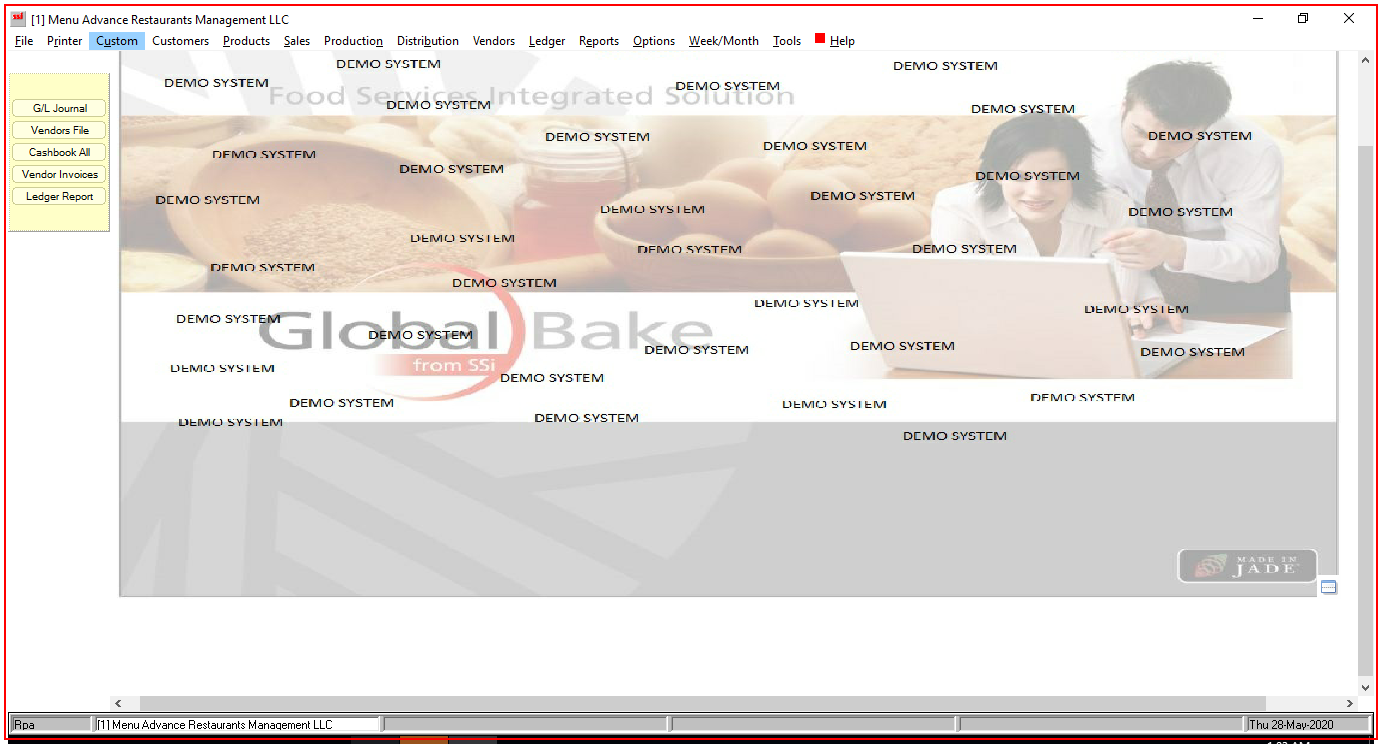 ssi [1] Menu Advance Restaurants Management LLC
File Printer Custom Customers Products Sales Production Distribution Vendors Ledger Reports Options Week/Month Tools Help
DEMO SYSTEM
DEMO SYSTEM
DEMO SYSTEM
DEMO SYSTEM
Food Services Integrated Solution
DEMO SYSTEM
DEMO SYSTEM
G/L Journal
Vendors File
DEMO SYSTEM
DEMO SYSTEM
DEMO SYSTEM
Cashbook All
DEMO SYSTEM
DEMO SYSTEM
Vendor Invoices
DEMO SYSTEM
Ledger Report
DEMO SYSTEM
DEMO SYSTEM
DEMO SYSTEM
DEMO SYSTEM
DEMO SYSTEM
DEMO SYSTEM
DEMO SYSTEM
DEMO SYSTEM
DEMO SYSTEM
DEMO SYSTEM
DEMO SYSTEM
DEMO SYSTEM
Global Bake
DEMO SYSTEM
DEMO SYSTEM
DEMO SYSTEM
DEMO SYSTEM
DEMO SYSTEM
from SSi
DEMO SYSTEM
DEMO SYSTEM
DEMO SYSTEM
DEMO SYSTEM
DEMO SYSTEM
DEMO SYSTEM
DEMO SYSTEM
DEMO SYSTEM
MADE IN
JADE
Rpa [1] Menu Advance Restaurants Management LLC Thu 28-May-2020